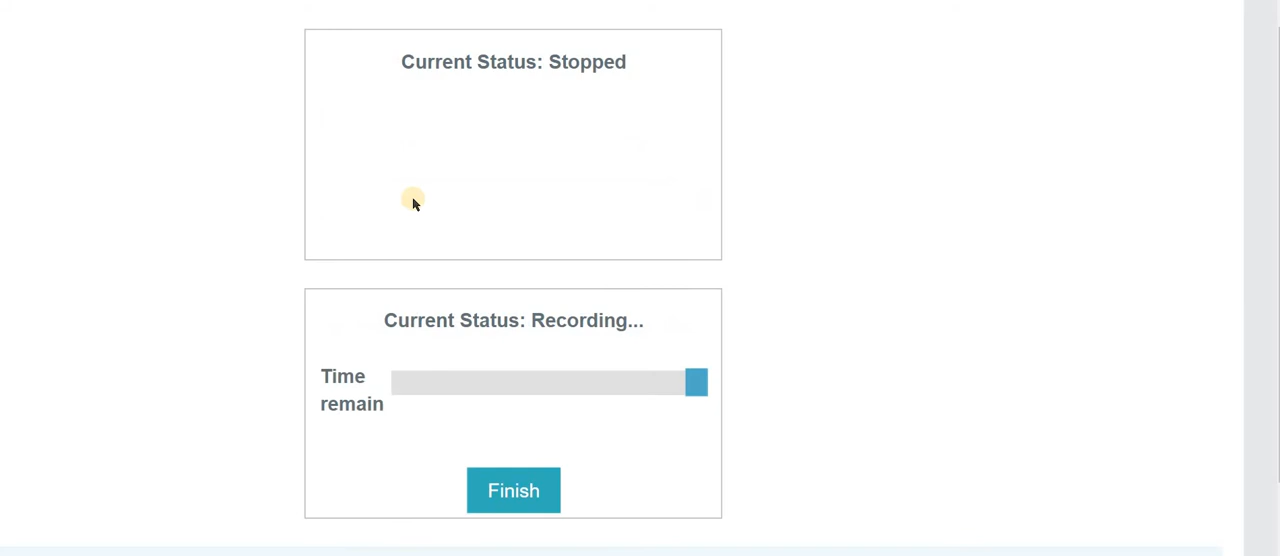 Current Status: Stopped
Current Status: Recording...
Time
remain
Finish